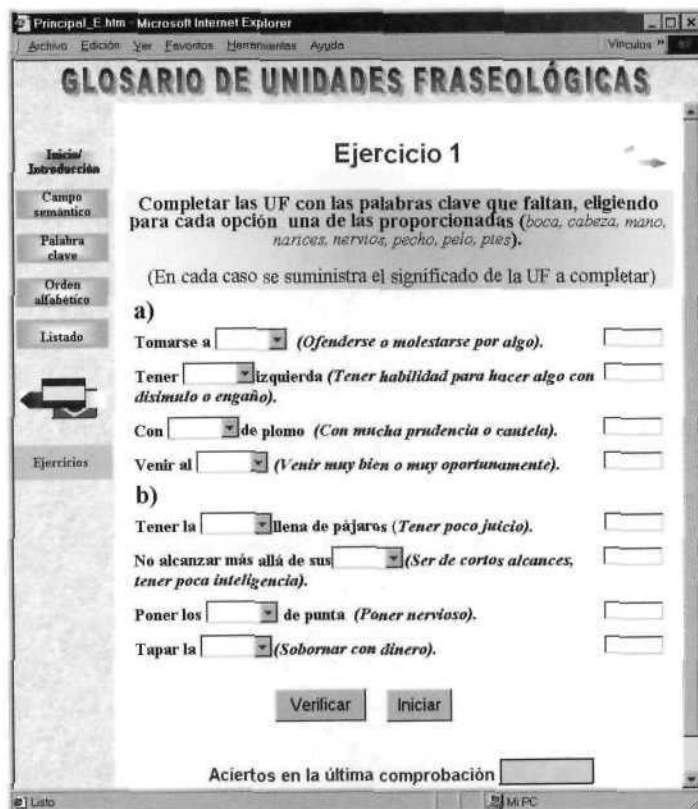 Principal_E.htm - Microsoft Internet Explorer
Archivo Edición Ver Favoritos Herramientas Ayuda Vínculos »
GLOSARIO DE UNIDADES FRASEOLÓGICAS
Inicio/
Introducción
Campo
semántico
Palabra
clave
Orden
alfabético
Listado
Ejercicios
Ejercicio 1
Completar las UF con las palabras clave que faltan, eligiendo
para cada opción una de las proporcionadas (boca, cabeza, mano,
narices, nervios, pecho, pelo, pies).
(En cada caso se suministra el significado de la UF a completar)
a)
Tomarse a (Ofenderse o molestarse por algo).
Tener izquierda (Tener habilidad para hacer algo con
disimulo o engaño).
Con de plomo (Con mucha prudencia o cautela).
Venir al (Venir muy bien o muy oportunamente).
b)
Tener la llena de pájaros (Tener poco juicio).
No alcanzar más allá de sus (Ser de cortos alcances,
tener poca inteligencia).
Poner los de punta (Poner nervioso).
Tapar la (Sobornar con dinero).
Verificar Iniciar
Aciertos en la última comprobación
Listo Mi PC